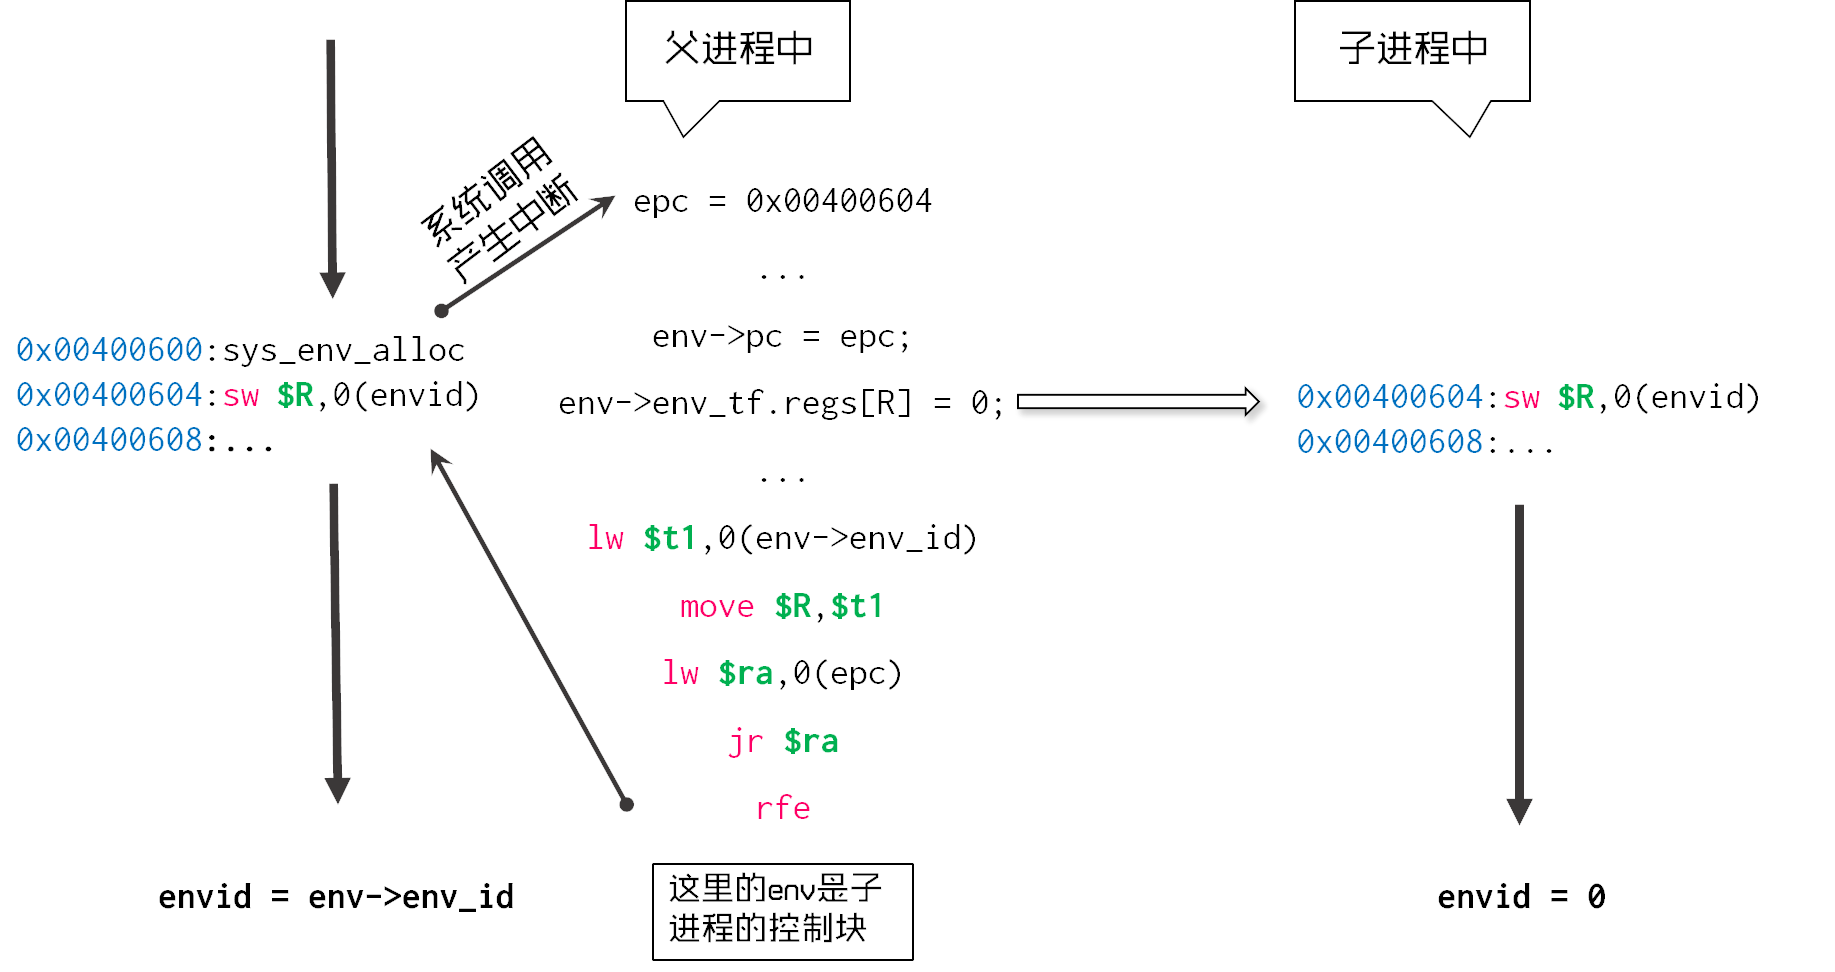 父进程中
子进程中
系统调用
产生中断
epc = 0x00400604
...
env->pc = epc;
env->env_tf.regs[R] = 0;
...
lw $t1,0(env->env_id)
move $R,$t1
lw $ra,0(epc)
jr $ra
rfe
这里的env是子
进程的控制块
0x00400600:sys_env_alloc
0x00400604:sw $R,0(envid)
0x00400608:...
envid = env->env_id
0x00400604:sw $R,0(envid)
0x00400608:...
envid = 0